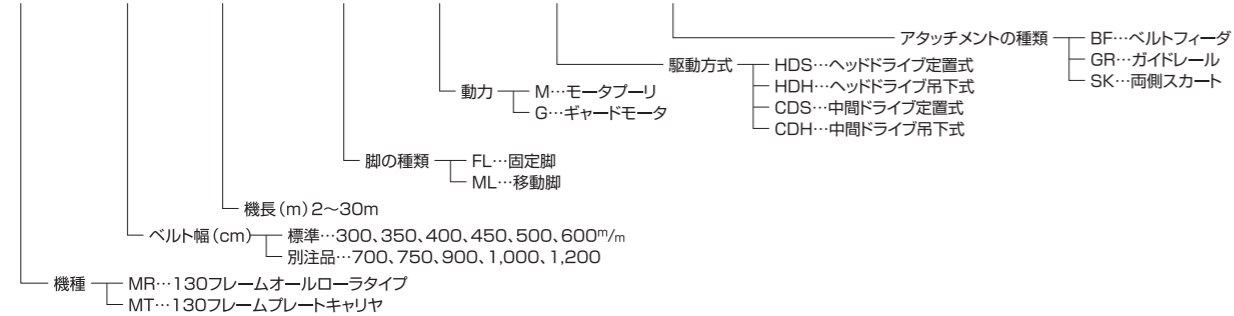 アタッチメントの種類 BF…ベルトフィーダ
GR…ガイドレール
SK…両側スカート
駆動方式 HDS…ヘッドドライブ定置式
HDH…ヘッドドライブ吊下式
CDS…中間ドライブ定置式
CDH…中間ドライブ吊下式
動力 M…モータプーリ
G…ギャードモータ
脚の種類 FL…固定脚
ML…移動脚
機長(m)2〜30m
ベルト幅(cm) 標準…300、350、400、450、500、600m/m
別注品…700、750、900、1,000、1,200
機種 MR…130フレームオールローラタイプ
MT…130フレームプレートキャリヤ